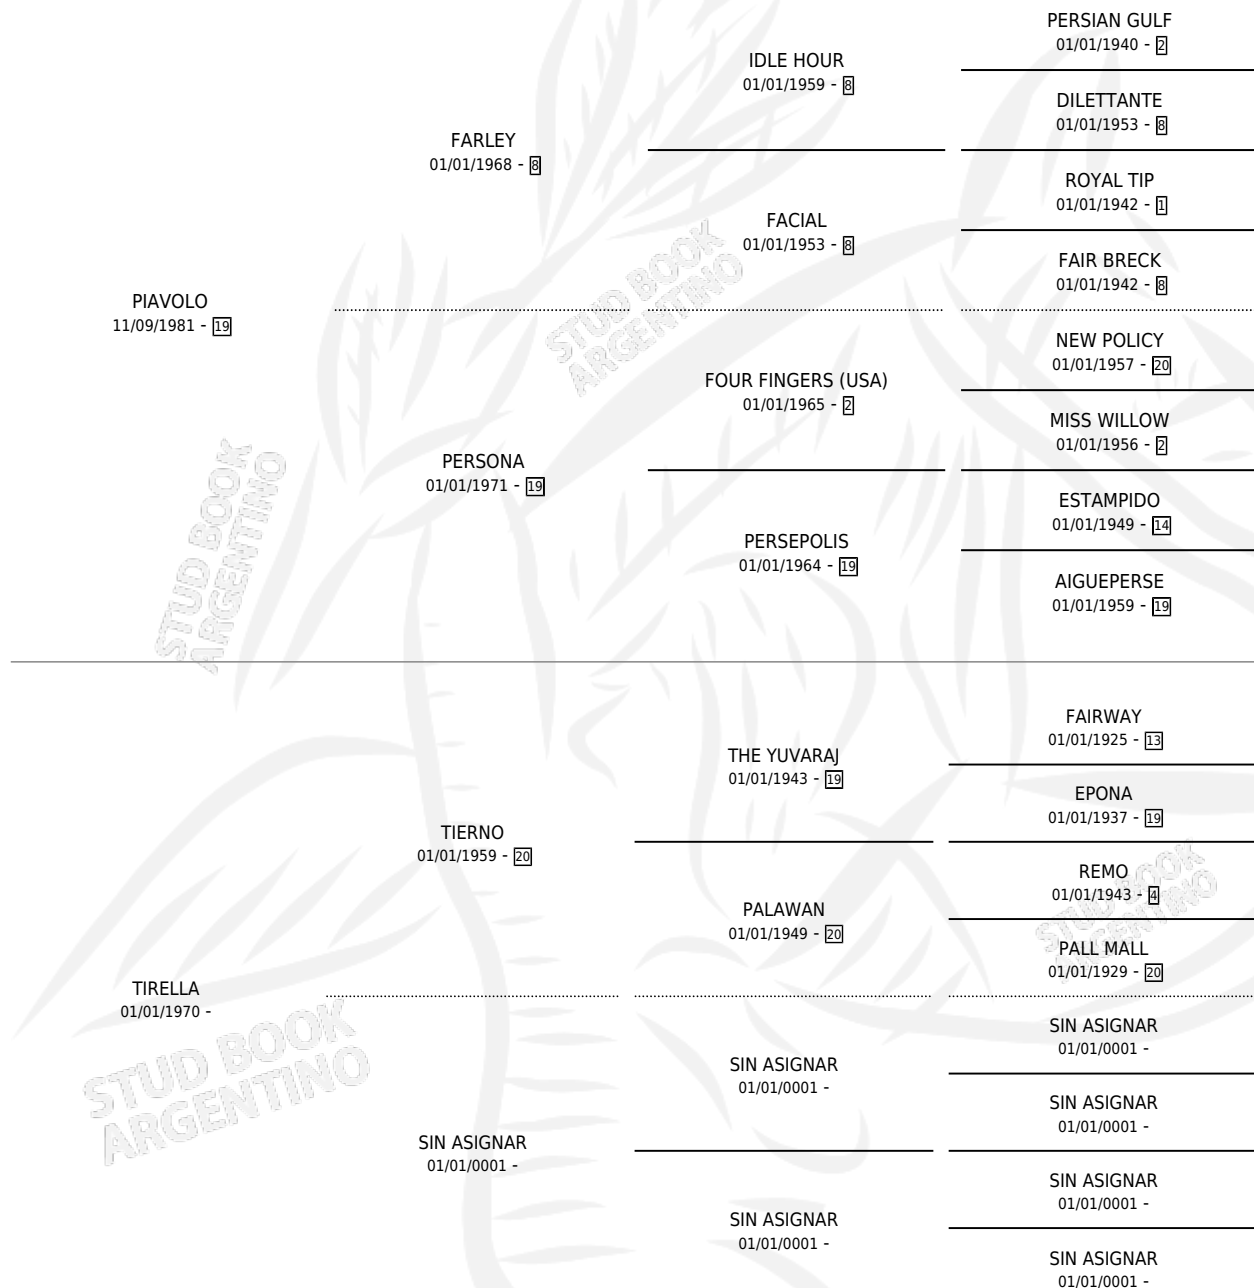 PERSIAN GULF
01/01/1940 - 2
IDLE HOUR
01/01/1959 - 8
DILETTANTE
01/01/1953 - 8
FARLEY
01/01/1968 - 8
ROYAL TIP
01/01/1942 - 1
FACIAL
01/01/1953 - 8
FAIR BRECK
01/01/1942 - 8
PIAVOLO
11/09/1981 - 19
STUD BOOK
ARGENTINO
NEW POLICY
01/01/1957 - 20
FOUR FINGERS (USA)
01/01/1965 - 2
MISS WILLOW
01/01/1956 - 2
PERSONA
01/01/1971 - 19
ESTAMPIDO
01/01/1949 - 14
PERSEPOLIS
01/01/1964 - 19
AIGUEPERSE
01/01/1959 - 19
STUD BOOK
ARGENTINO
FAIRWAY
01/01/1925 - 13
THE YUVARAJ
01/01/1943 - 19
EPONA
01/01/1937 - 19
TIERNO
01/01/1959 - 20
REMO
01/01/1943 - 4
PALAWAN
01/01/1949 - 20
PALL MALL
01/01/1929 - 20
STUD BOOK
ARGENTINO
TIRELLA
01/01/1970 -
SIN ASIGNAR
01/01/0001 -
SIN ASIGNAR
01/01/0001 -
SIN ASIGNAR
01/01/0001 -
STUD BOOK
ARGENTINO
SIN ASIGNAR
01/01/0001 -
SIN ASIGNAR
01/01/0001 -
SIN ASIGNAR
01/01/0001 -
SIN ASIGNAR
01/01/0001 -